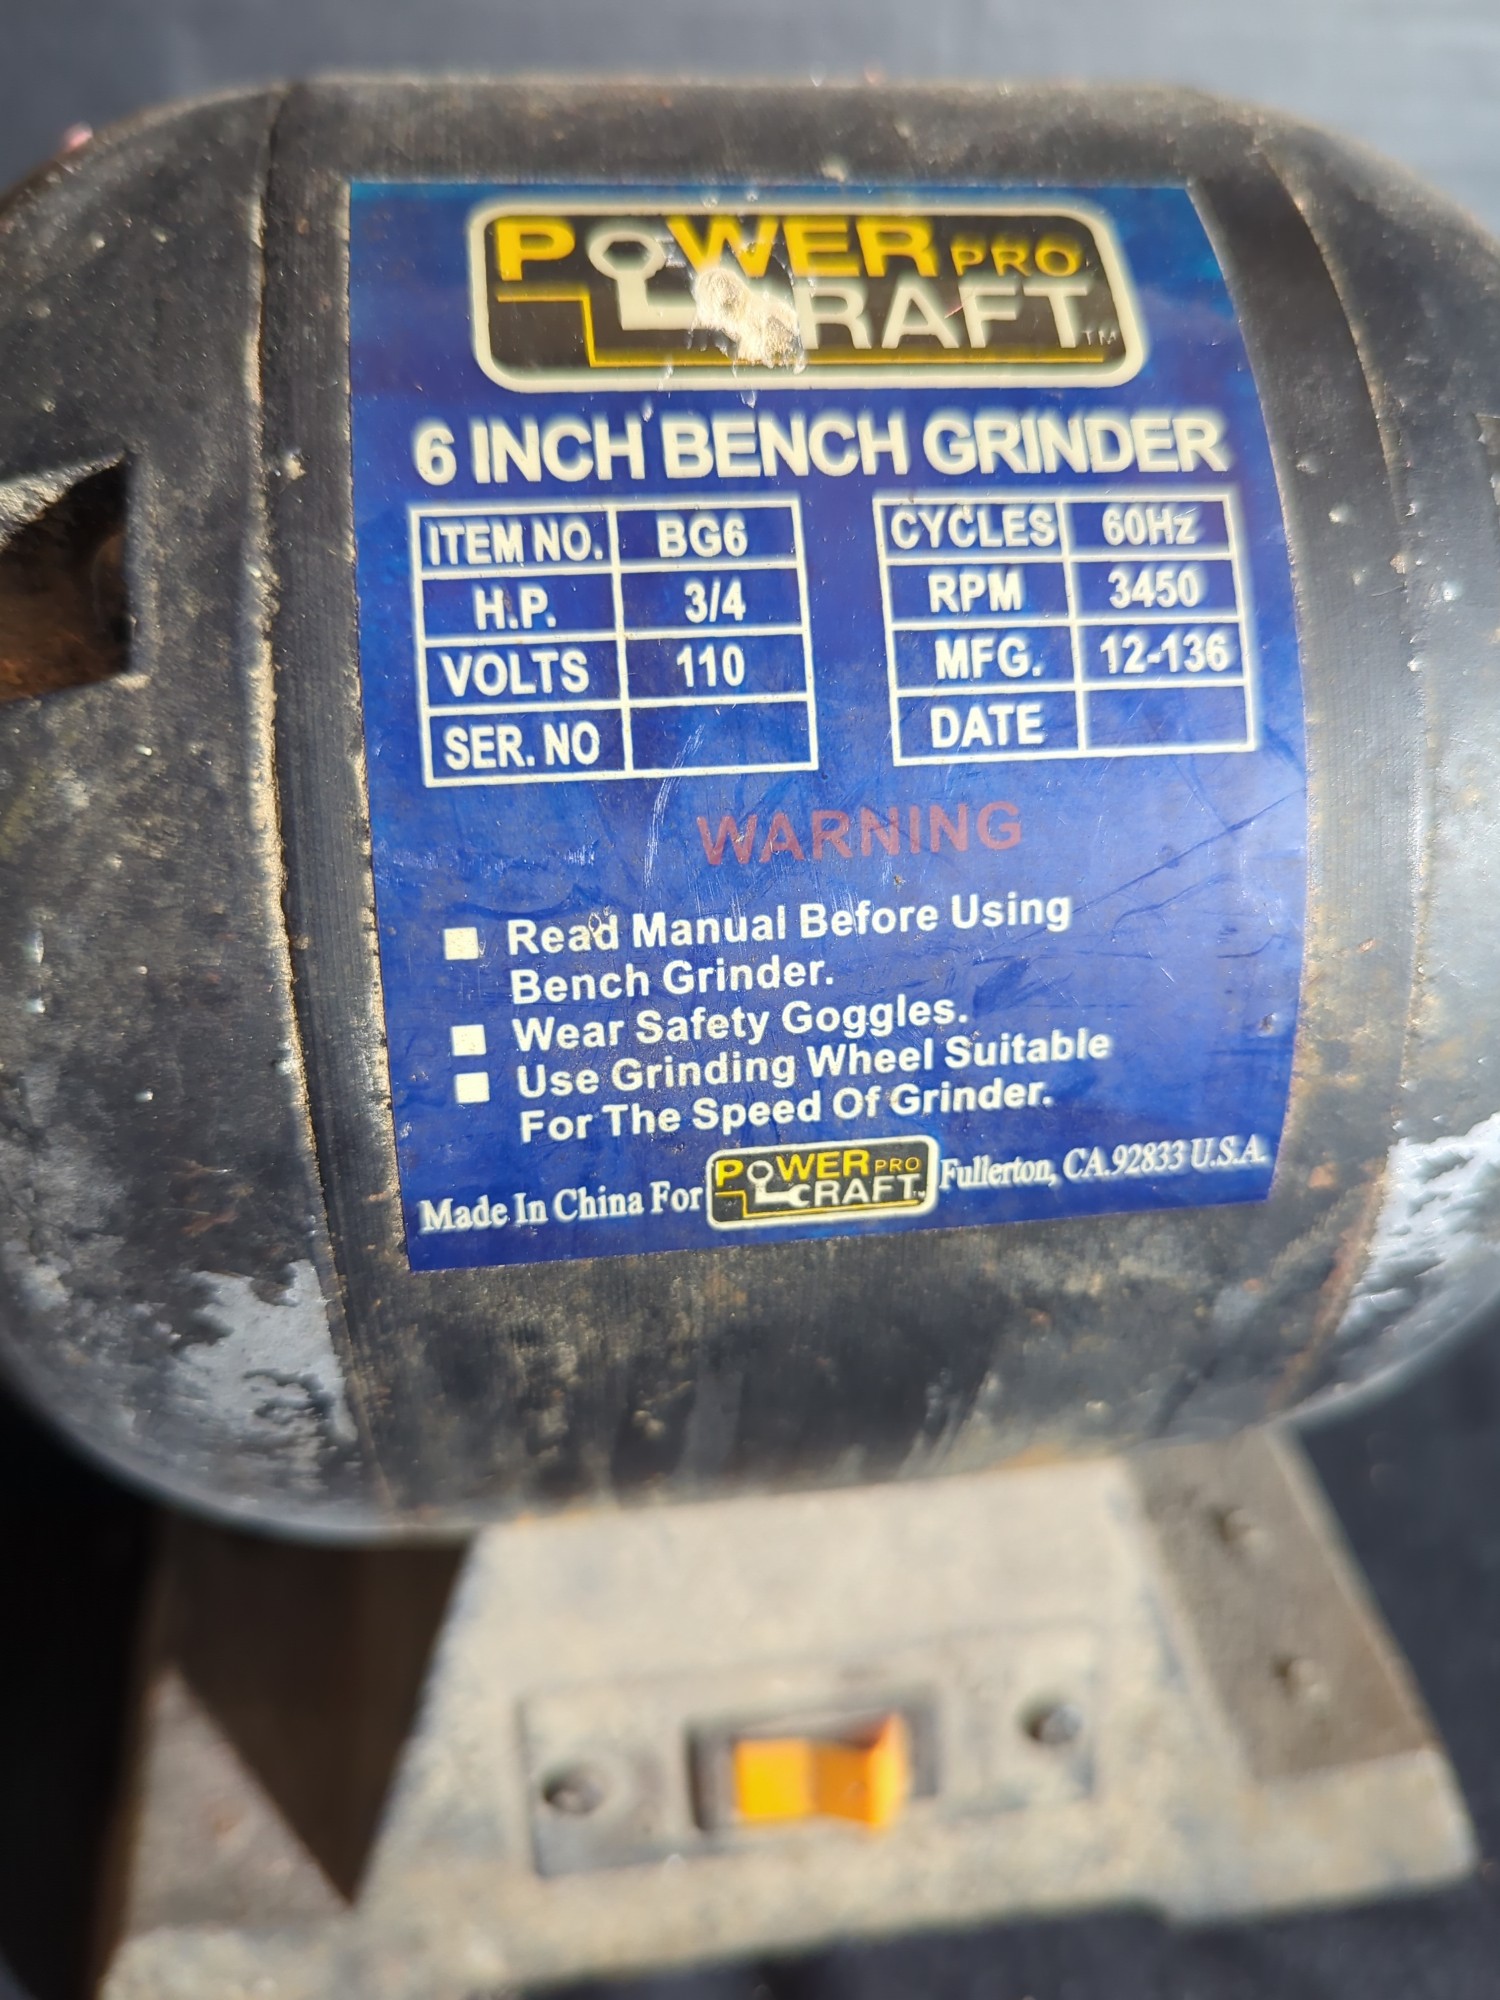 POWER PRO
CRAFT™
6 INCH BENCH GRINDER
ITEM NO. BG6
H.P. 3/4
VOLTS 110
SER. NO
CYCLES 60Hz
RPM 3450
MFG. 12-136
DATE
WARNING
Read Manual Before Using
Bench Grinder.
Wear Safety Goggles.
Use Grinding Wheel Suitable
For The Speed Of Grinder.
Made In China For POWER PRO CRAFT™ Fullerton, CA.92833 U.S.A.